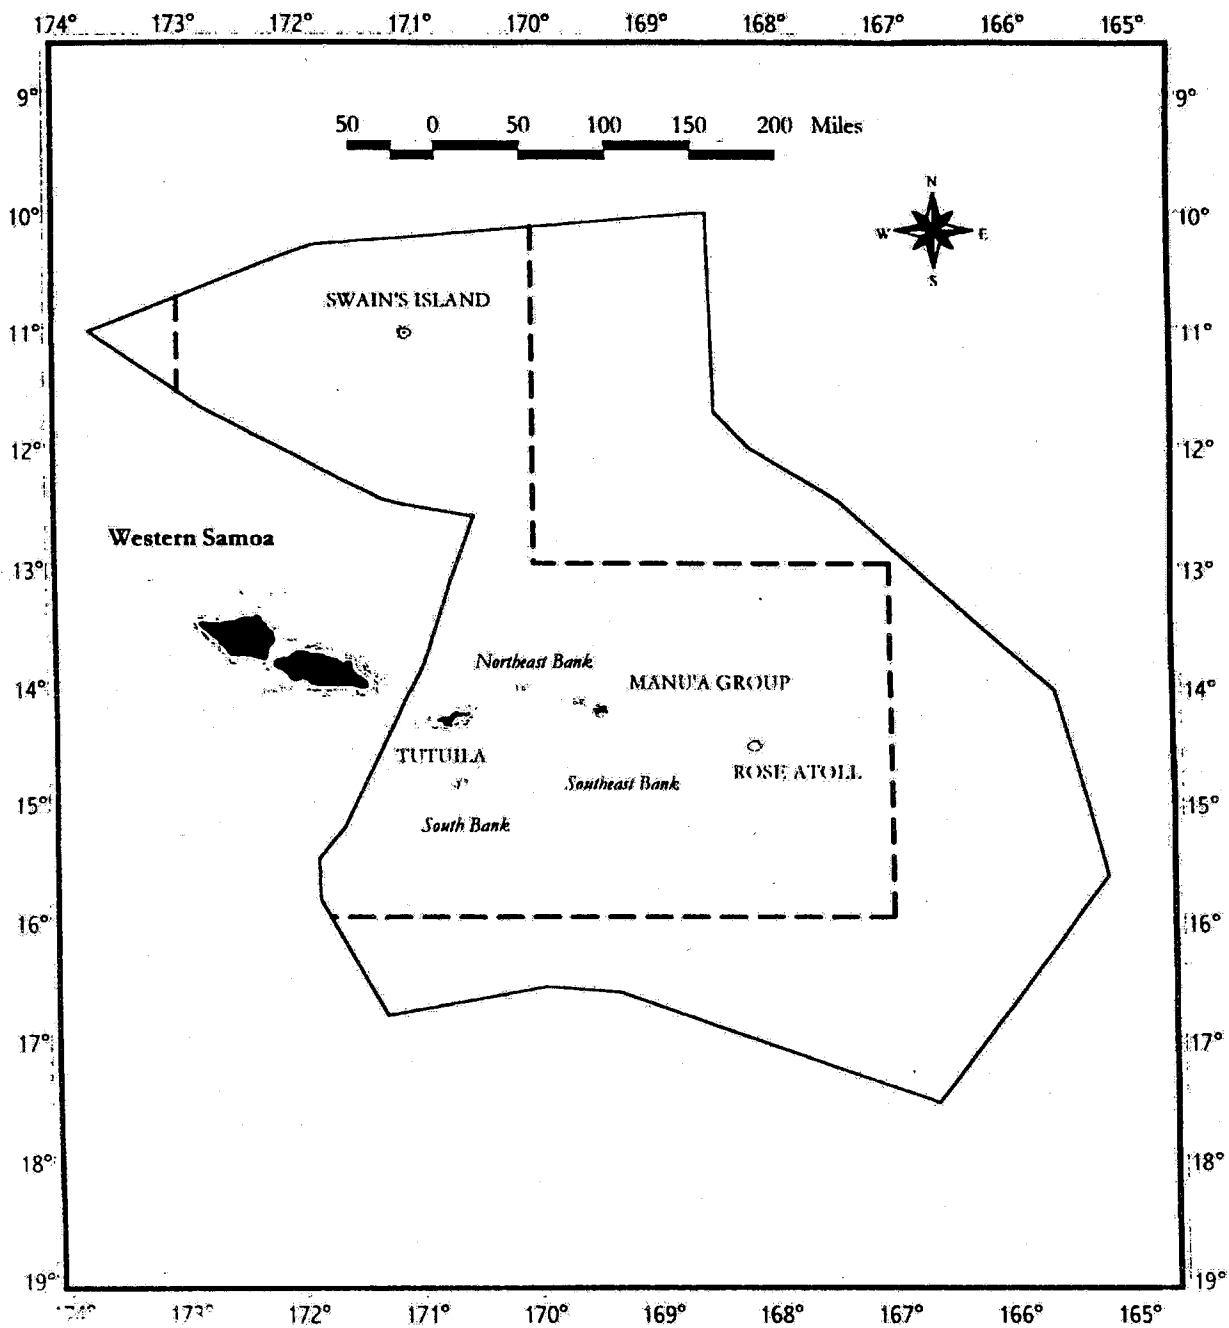 174° 173° 172° 171° 170° 169° 168° 167° 166° 165°
9° 9°
50 0 50 100 150 200 Miles
N
W E
S
10° 10°
SWAIN'S ISLAND
11° 11°
12° 12°
Western Samoa
13° 13°
Northeast Bank
MANU'A GROUP
14° 14°
TUTUILA
ROSE ATOLL
Southeast Bank
15° 15°
South Bank
16° 16°
17° 17°
18° 18°
19° 19°
174° 173° 172° 171° 170° 169° 168° 167° 166° 165°